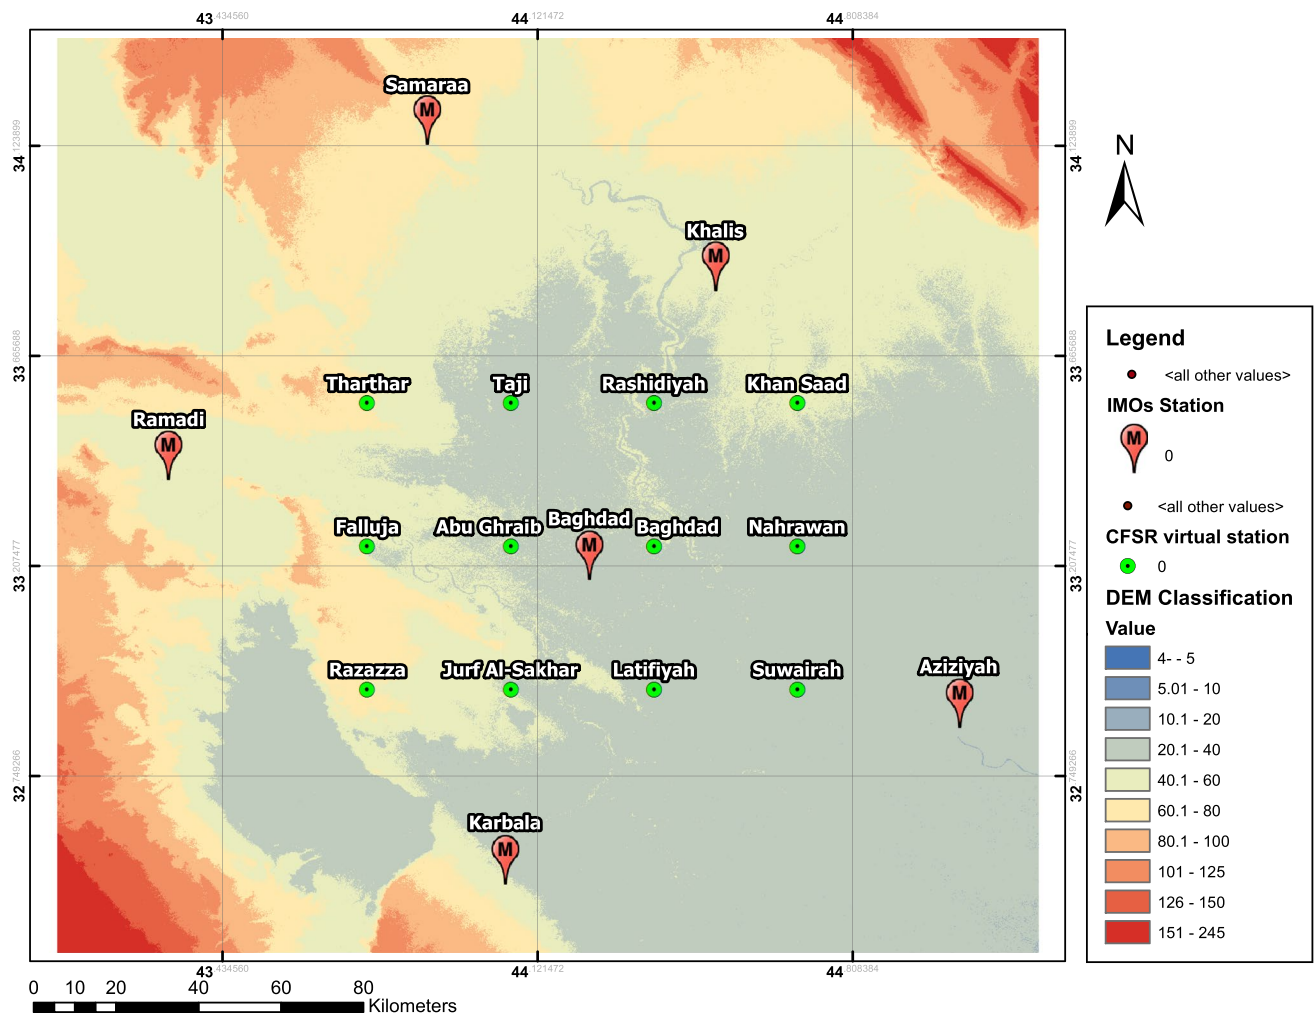 43 434560
44 121472
44 808384
Samaraa
M
34 123899
34 123899
N
Khalis
M
33 665688
33 665688
Legend
<all other values>
IMOs Station
M
0
<all other values>
CFSR virtual station
0
DEM Classification
Value
4- - 5
5.01 - 10
10.1 - 20
20.1 - 40
40.1 - 60
60.1 - 80
80.1 - 100
101 - 125
126 - 150
151 - 245
Tharthar
Taji
Rashidiyah
Khan Saad
Ramadi
M
Falluja
Abu Ghraib
Baghdad
M
Baghdad
Nahrawan
33 207477
33 207477
Razazza
Jurf Al-Sakhar
Latifiyah
Suwairah
Aziziyah
M
32 749266
32 749266
Karbala
M
43 434560
44 121472
44 808384
0 10 20 40 60 80
Kilometers